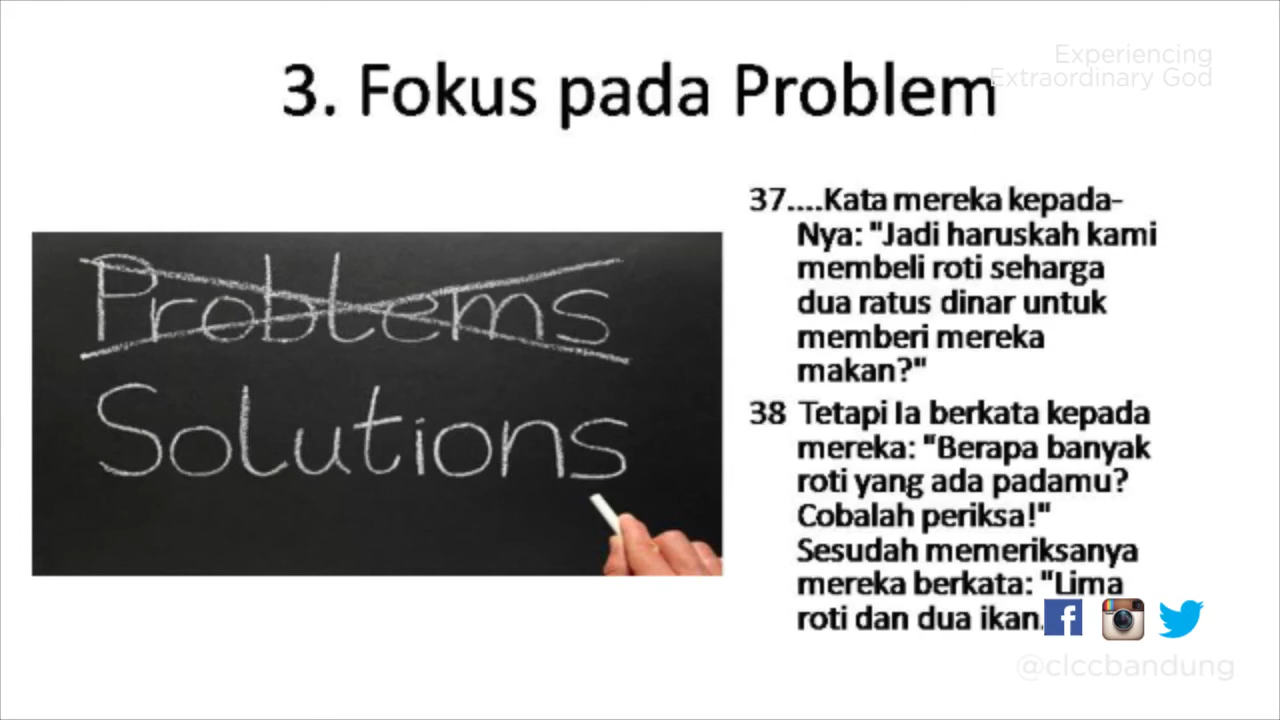 Experiencing
Extraordinary God
3. Fokus pada Problem
Problems
Solutions
37....Kata mereka kepada-
Nya: "Jadi haruskah kami
membeli roti seharga
dua ratus dinar untuk
memberi mereka
makan?"
38 Tetapi Ia berkata kepada
mereka: "Berapa banyak
roti yang ada padamu?
Cobalah periksa!"
Sesudah memeriksanya
mereka berkata: "Lima
roti dan dua ikan.
@clccbandung